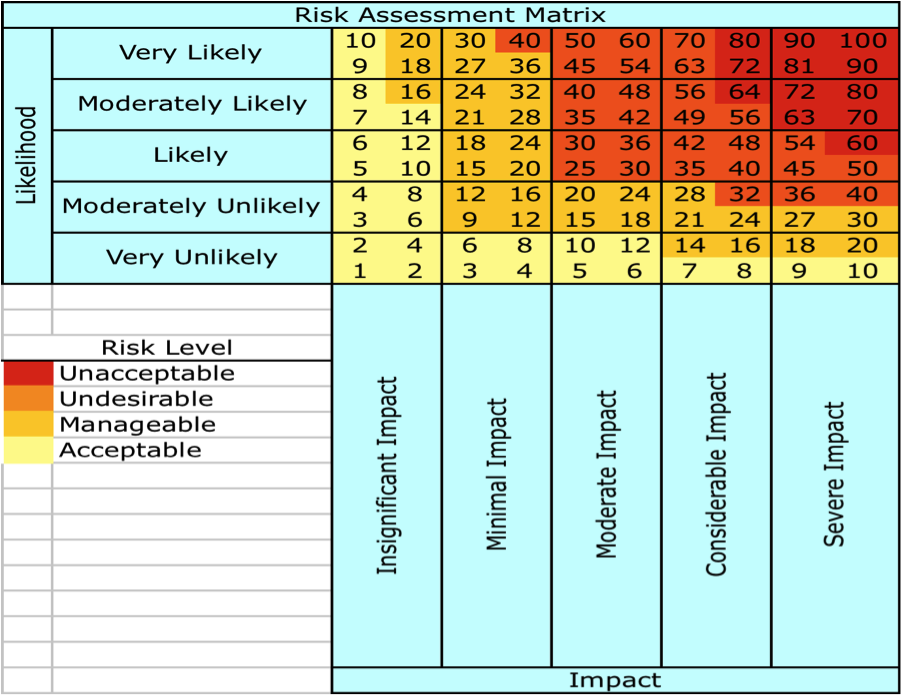 Risk Assessment Matrix
Likelihood
Very Likely
10 20 30 40 50 60 70 80 90 100
9 18 27 36 45 54 63 72 81 90
Moderately Likely
8 16 24 32 40 48 56 64 72 80
7 14 21 28 35 42 49 56 63 70
Likely
6 12 18 24 30 36 42 48 54 60
5 10 15 20 25 30 35 40 45 50
Moderately Unlikely
4 8 12 16 20 24 28 32 36 40
3 6 9 12 15 18 21 24 27 30
Very Unlikely
2 4 6 8 10 12 14 16 18 20
1 2 3 4 5 6 7 8 9 10
Risk Level
Unacceptable
Undesirable
Manageable
Acceptable
Insignificant Impact
Minimal Impact
Moderate Impact
Considerable Impact
Severe Impact
Impact